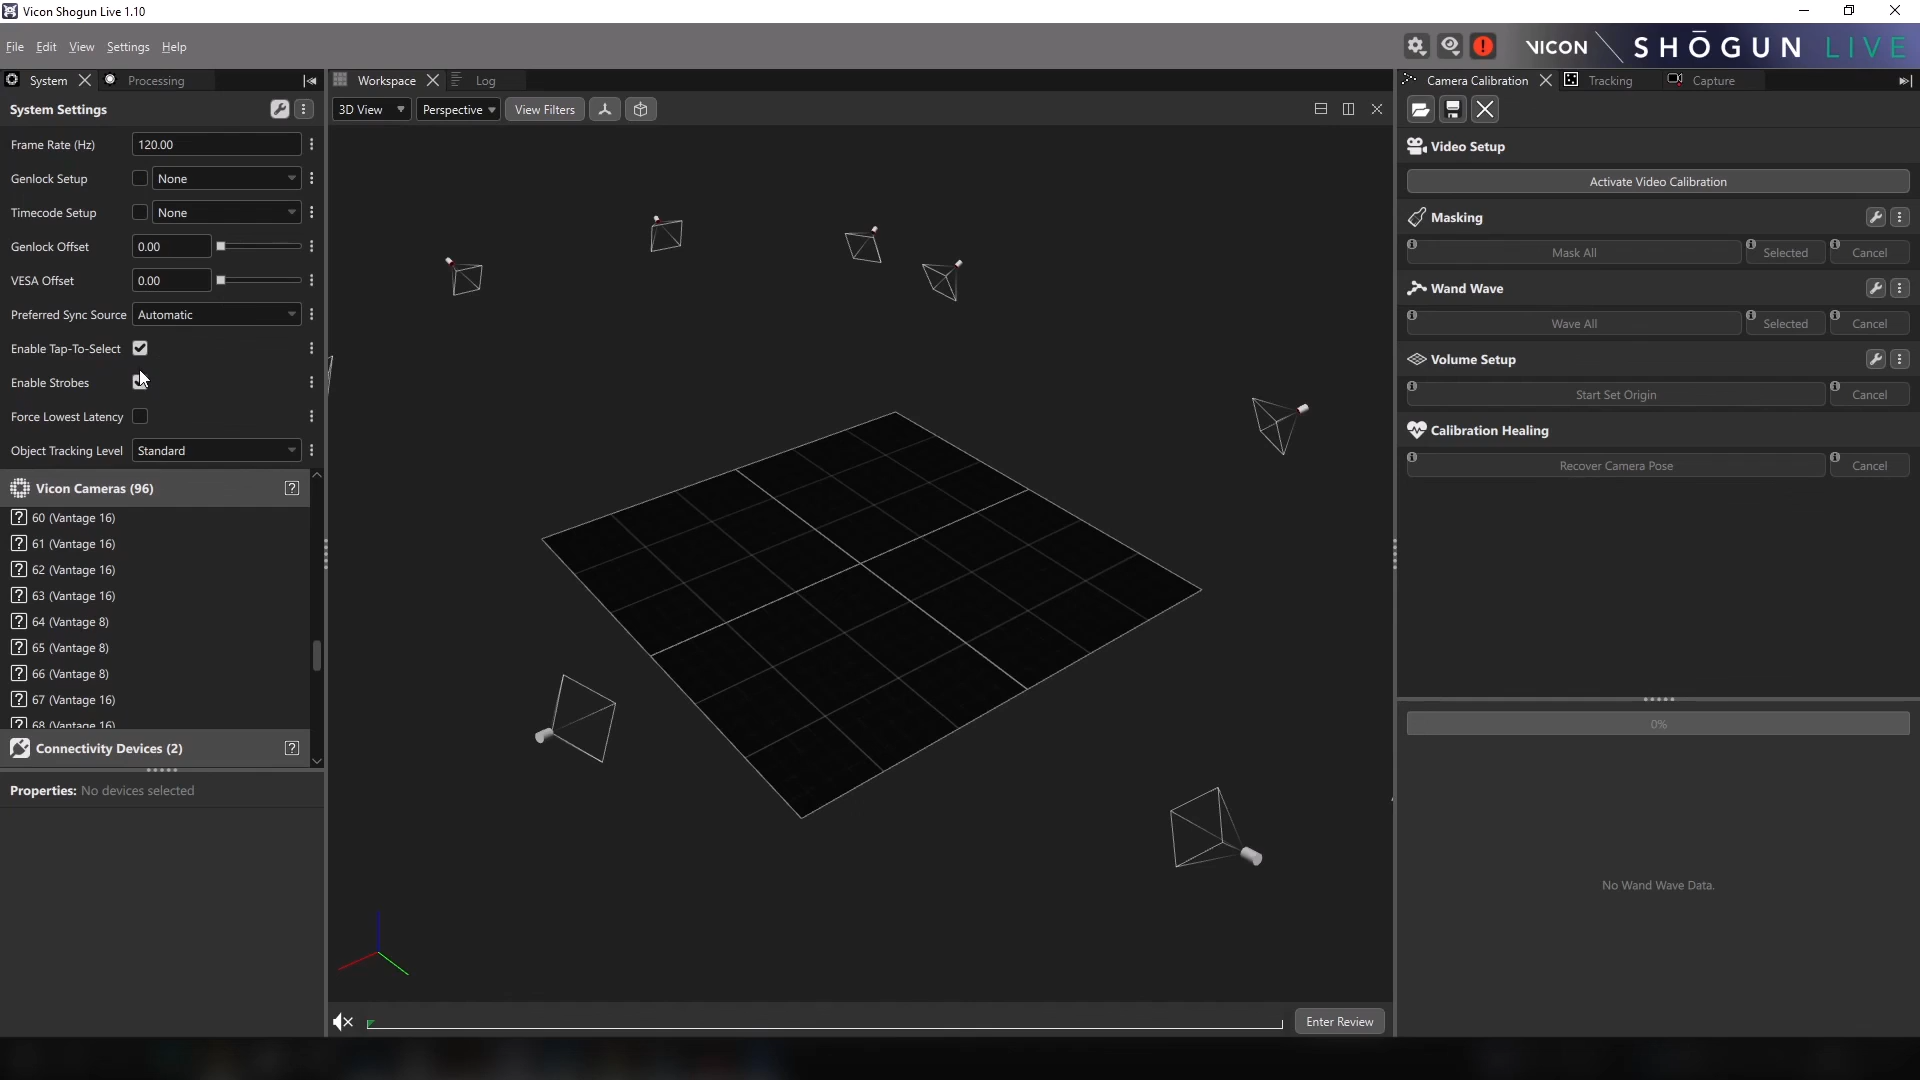 Vicon Shogun Live 1.10
File Edit View Settings Help
VICON SHŌGUN LIVE
System Processing
Workspace Log
Camera Calibration Tracking Capture
System Settings
3D View Perspective View Filters
Frame Rate (Hz) 120.00
Genlock Setup None
Timecode Setup None
Genlock Offset 0.00
VESA Offset 0.00
Preferred Sync Source Automatic
Enable Tap-To-Select
Enable Strobes
Force Lowest Latency
Object Tracking Level Standard
Vicon Cameras (96)
60 (Vantage 16)
61 (Vantage 16)
62 (Vantage 16)
63 (Vantage 16)
64 (Vantage 8)
65 (Vantage 8)
66 (Vantage 8)
67 (Vantage 16)
68 (Vantage 16)
Connectivity Devices (2)
Properties: No devices selected
Enter Review
Video Setup
Activate Video Calibration
Masking
Mask All Selected Cancel
Wand Wave
Wave All Selected Cancel
Volume Setup
Start Set Origin Cancel
Calibration Healing
Recover Camera Pose Cancel
0%
No Wand Wave Data.